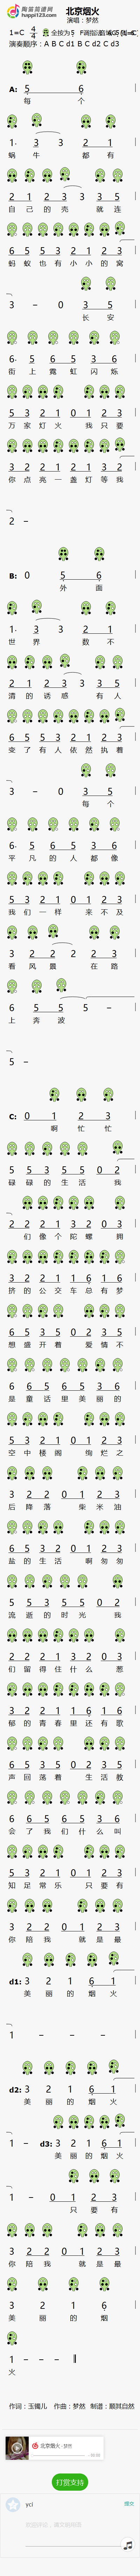 陶笛简谱网
www.huapu123.com
北京烟火
演唱：梦然
1=C 4/4
演奏顺序：A B C d1 B C d2 C d3
A: 5 6
每 个
1· 3 3 2 1
蜗 牛 都 有
2 1 2 3 3 3 5
自 己 的 壳 就 连
6 5 5 3 2 1 2 3
蚂 蚁 也 有 小 小 的 窝
3 – 0 3 5
长 安
6· 5 6 5 3 6
街 上 霓 虹 闪 烁
5 3 2 1 0 1 2 3
万 家 灯 火 我 只 要
3 2 2 1 2 1 3 2
你 点 亮 一 盏 灯 等 我
2 –
B: 0 5 6
外 面
1· 3 3 2 1
世 界 数 不
2 1 2 3 3 3 5
清 的 诱 惑 有 人
6 5 5 3 2 1 2 3
变 了 有 人 依 然 执 着
3 – 0 3 5
每 个
6· 5 6 5 3 6
平 凡 的 人 都 像
5 3 2 1 0 1 2 3
我 们 一 样 来 不 及
3 2 2 2 2 3
看 风 景 在 路
6 5 5 5 –
上 奔 波
5 –
C: 0 1 2 3
啊 忙 忙
5 5 3 5 5 0 2
碌 碌 的 生 活 我
2 2 2 1 3 2 0 3
们 像 个 陀 螺 拥
3 2 2 1 1 6 1 6
挤 的 公 交 车 总 有 梦
6 5 3 5 0 2 3 5
想 盛 开 着 爱 情 不
6 6 6 5 6 5 3 6
是 童 话 里 美 丽 的
5 3 2 1 0 1 2 3
空 中 楼 阁 绚 烂 之
3 2 2 0 1 2 3
后 降 落 柴 米 油
6 5 3 2 0 1 2 3
盐 的 生 活 啊 匆 匆
5 5 3 5 5 0 2
流 逝 的 时 光 我
2 2 2 1 3 2 0 3
们 留 得 住 什 么 葱
3 2 2 1 1 6 1 6
郁 的 青 春 里 还 有 歌
6 5 3 5 0 2 3 5
声 回 荡 着 生 活 教
6 6 6 5 6 5 3 6
会 了 我 们 什 么 叫
5 3 2 1 0 1 2 3
知 足 常 乐 只 要 有
3 2 2 0 1 2 3
你 陪 我 就 是 最
d1: 3 2 1 6 1
美 丽 的 烟 火
1 – – –
d2: 3 2 1 6 1
美 丽 的 烟 火
1 – d3: 3 2 1 6 1
美 丽 的 烟 火
1 – 0 1 2 3
只 要 有
3 2 2 0 1 2 3
你 陪 我 就 是 最
3 2 1 6
美 丽 的 烟
1 – – –
火
作词：玉镯儿 作曲：梦然 制谱：顺其自然
北京烟火 - 梦然
打赏支持
ycj
提交